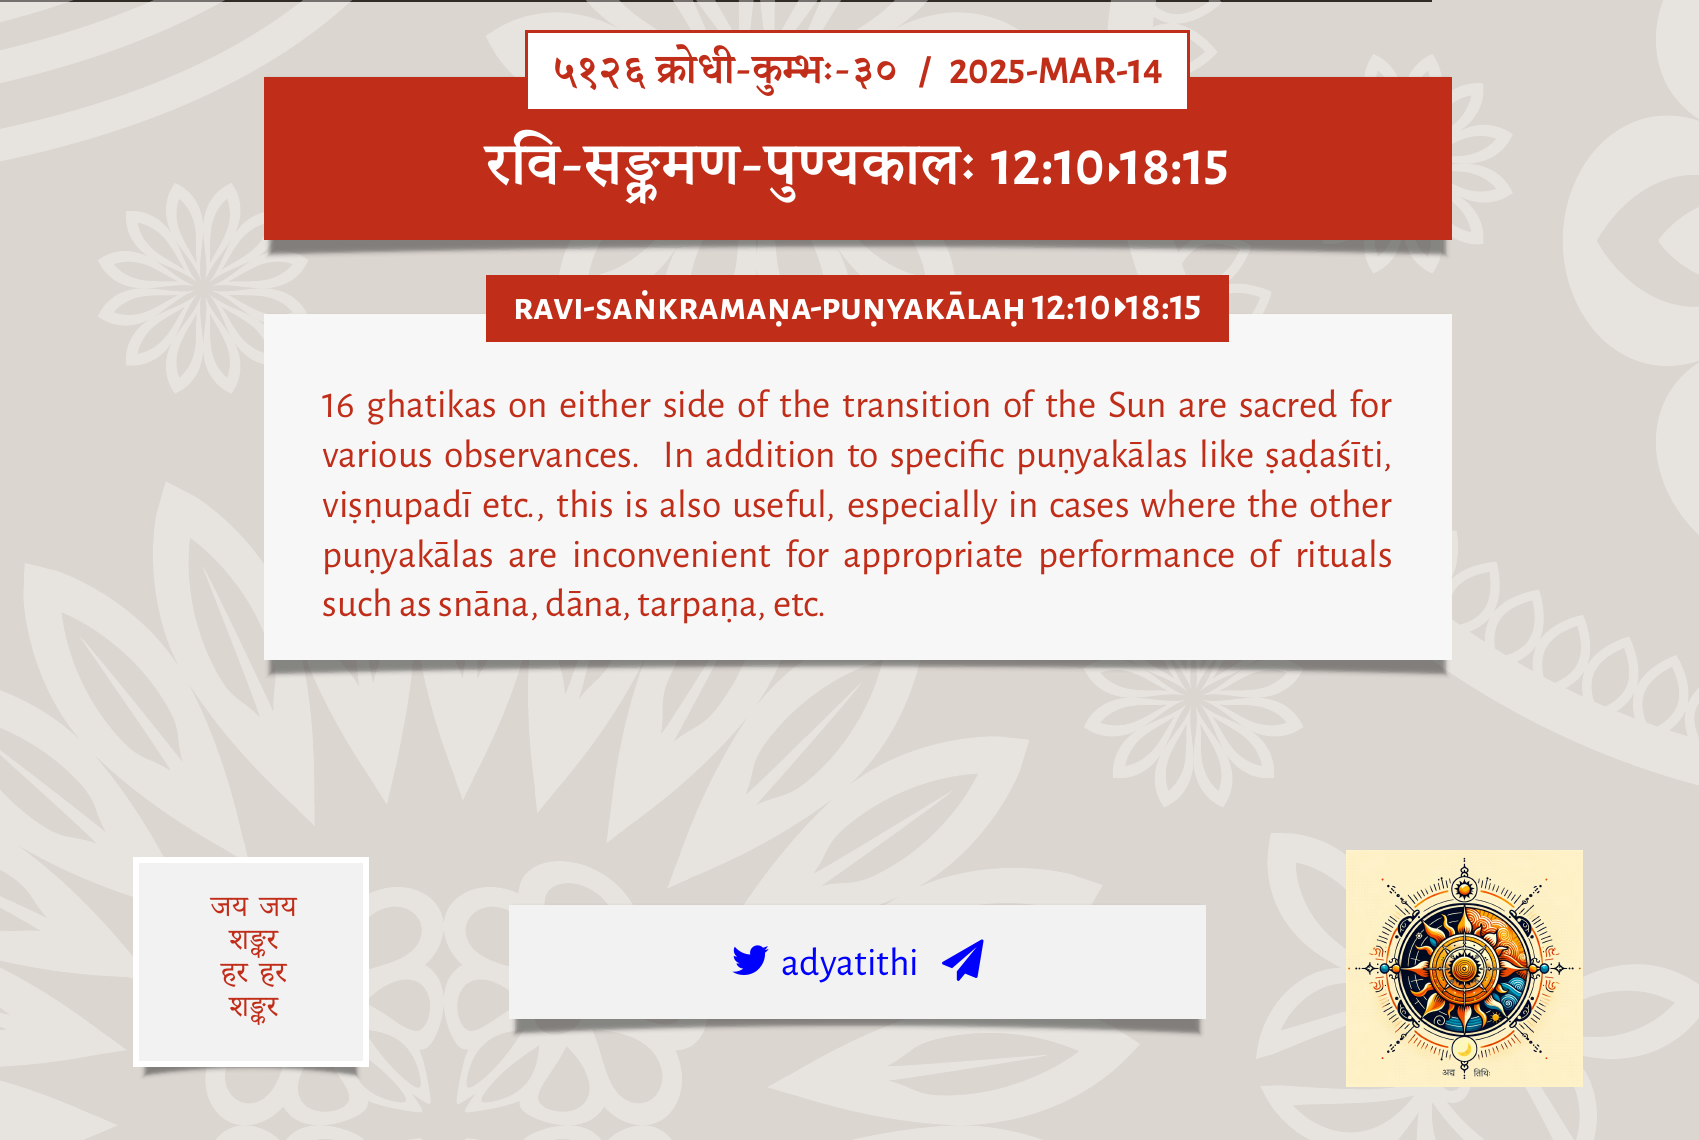 ५१२६ क्रोधी-कुम्भः-३० / 2025-MAR-14
रवि-सङ्क्रमण-पुण्यकालः 12:10▸18:15
RAVI-SAṄKRAMAṆA-PUṆYAKĀLAḤ 12:10▸18:15
16 ghatikas on either side of the transition of the Sun are sacred for
various observances. In addition to specific puṇyakālas like ṣaḍaśīti,
viṣṇupadī etc., this is also useful, especially in cases where the other
puṇyakālas are inconvenient for appropriate performance of rituals
such as snāna, dāna, tarpaṇa, etc.
जय जय
शङ्कर
हर हर
शङ्कर
adyatithi
अद्य तिथिः